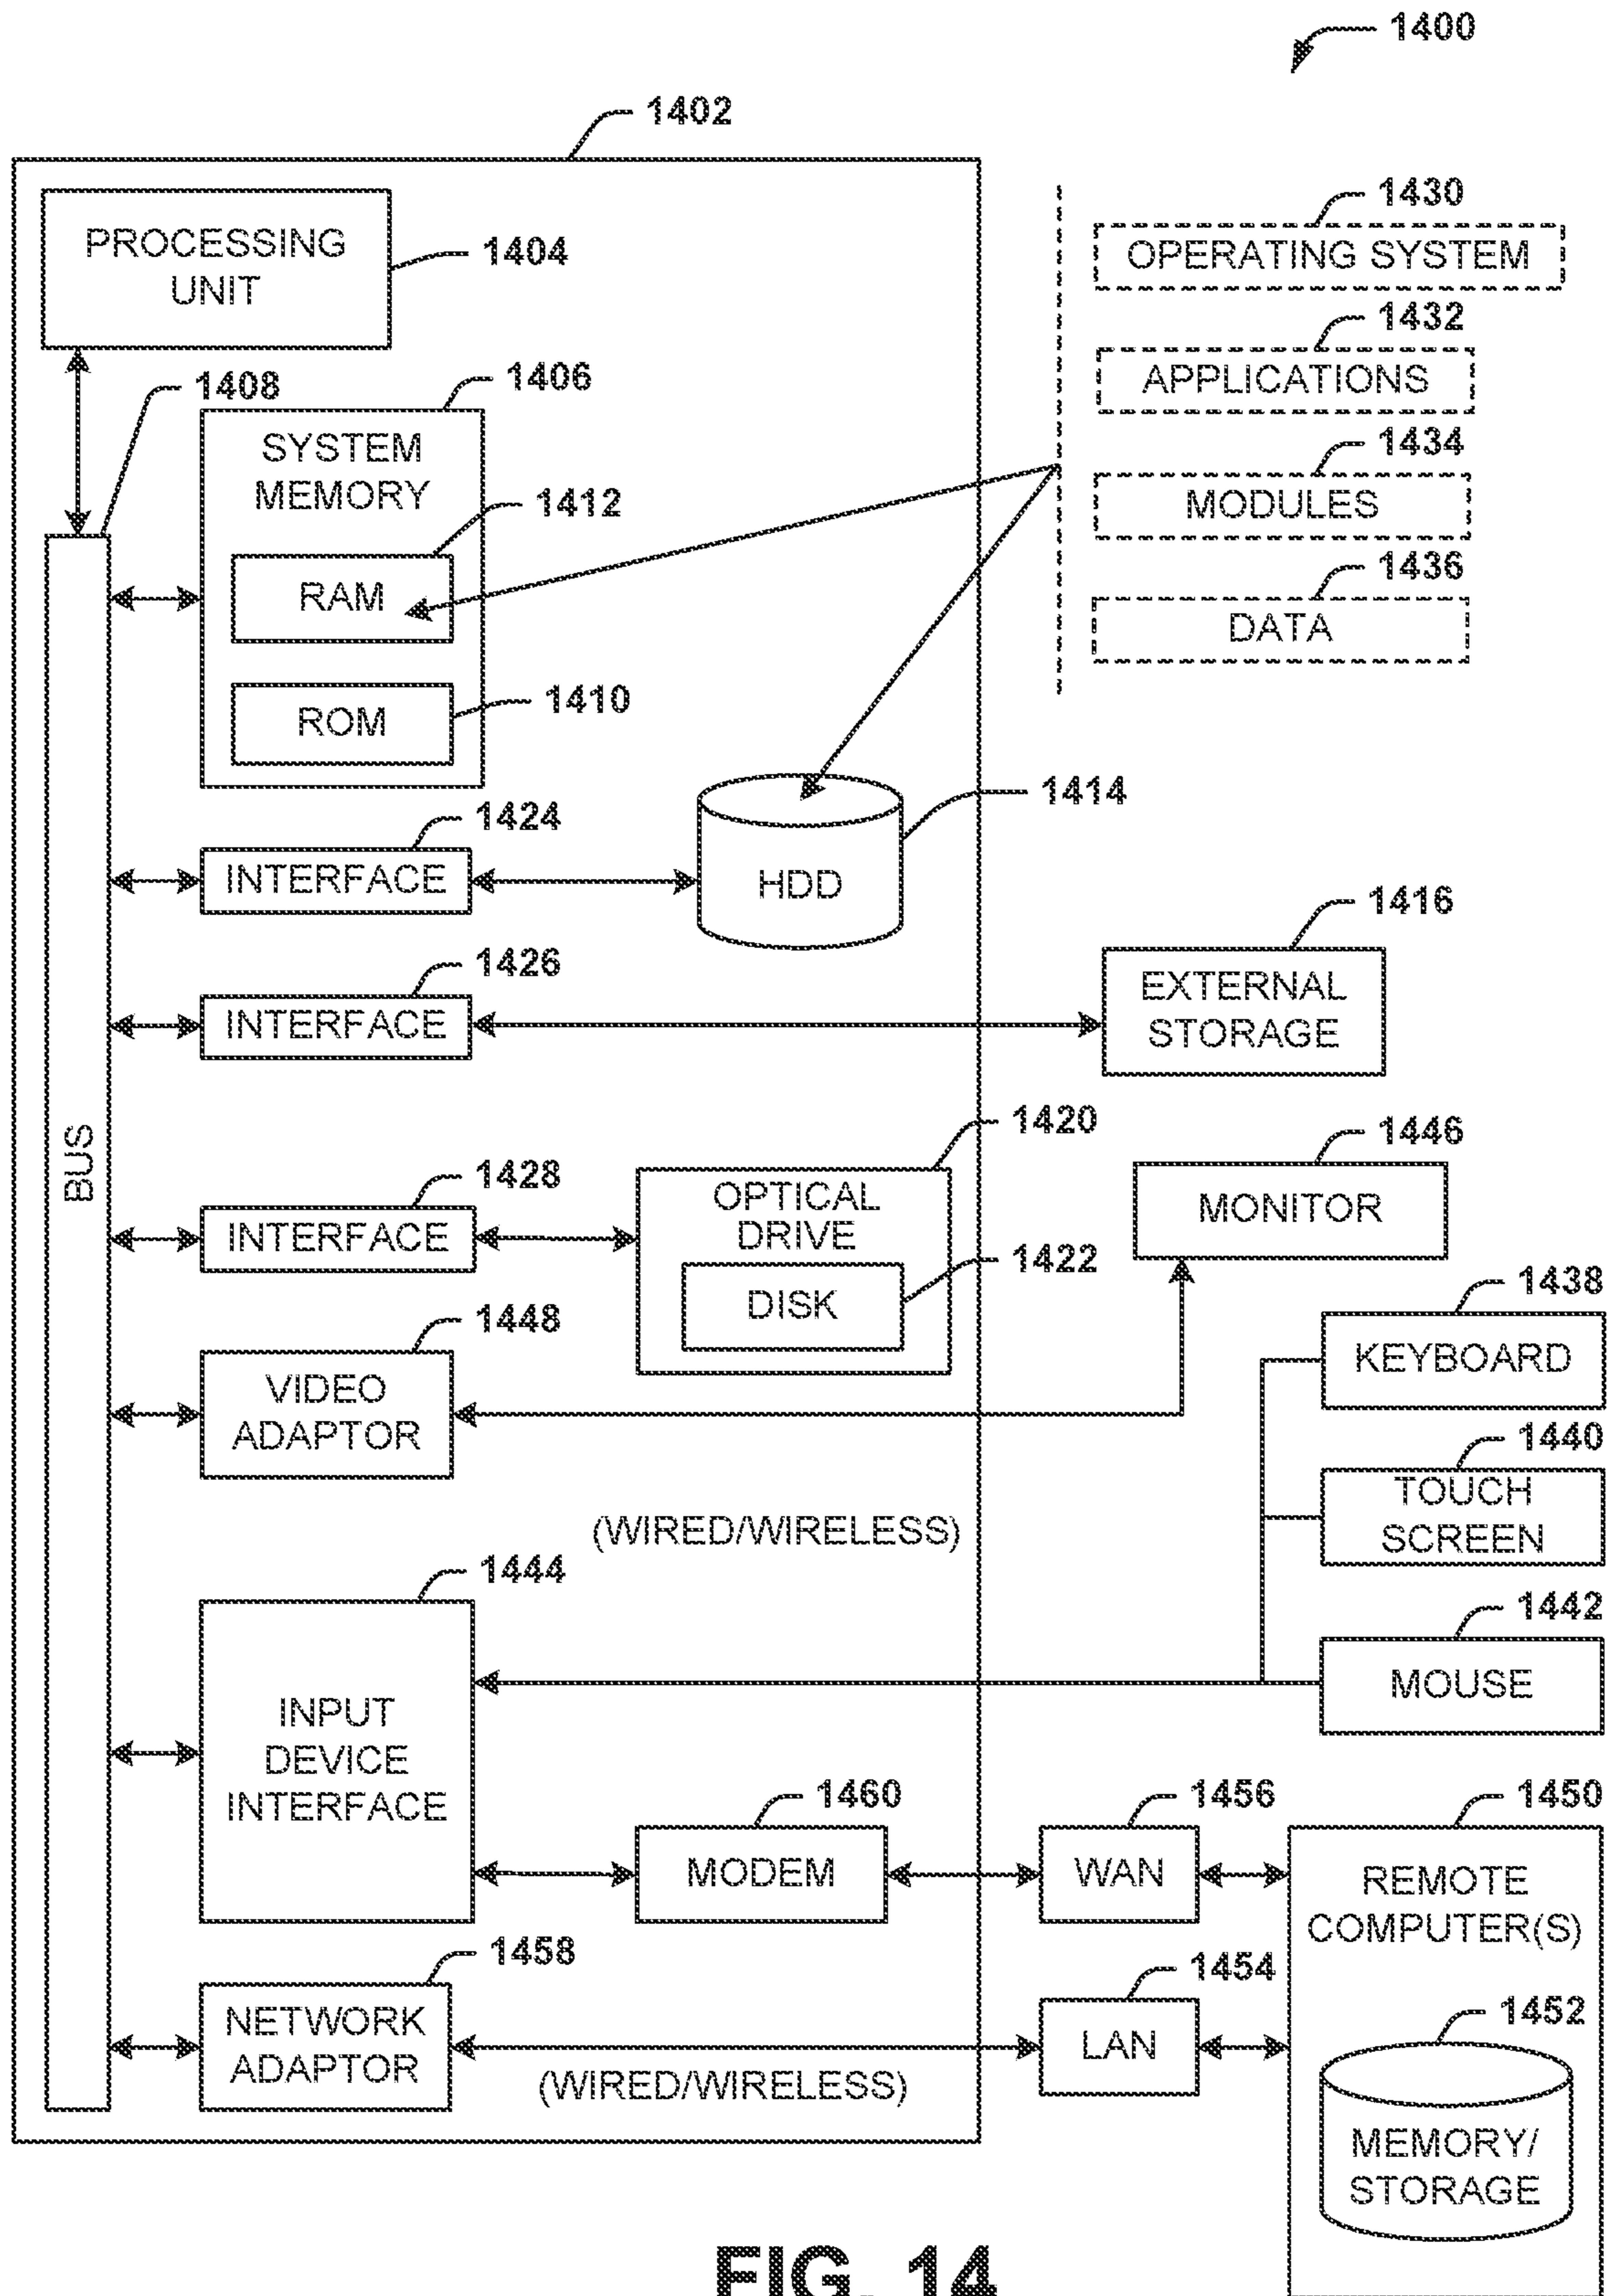 1400
1402
PROCESSING
UNIT
1404
1430
OPERATING SYSTEM
1432
APPLICATIONS
1434
MODULES
1436
DATA
1408
1406
SYSTEM
MEMORY
1412
RAM
1410
ROM
1424
INTERFACE
1414
HDD
1426
INTERFACE
1416
EXTERNAL
STORAGE
BUS
1428
INTERFACE
1420
OPTICAL
DRIVE
1422
DISK
1446
MONITOR
1448
VIDEO
ADAPTOR
1438
KEYBOARD
1440
TOUCH
SCREEN
(WIRED/WIRELESS)
1444
INPUT
DEVICE
INTERFACE
1442
MOUSE
1460
MODEM
1456
WAN
1450
REMOTE
COMPUTER(S)
1458
NETWORK
ADAPTOR
(WIRED/WIRELESS)
1454
LAN
1452
MEMORY/
STORAGE
FIG. 14